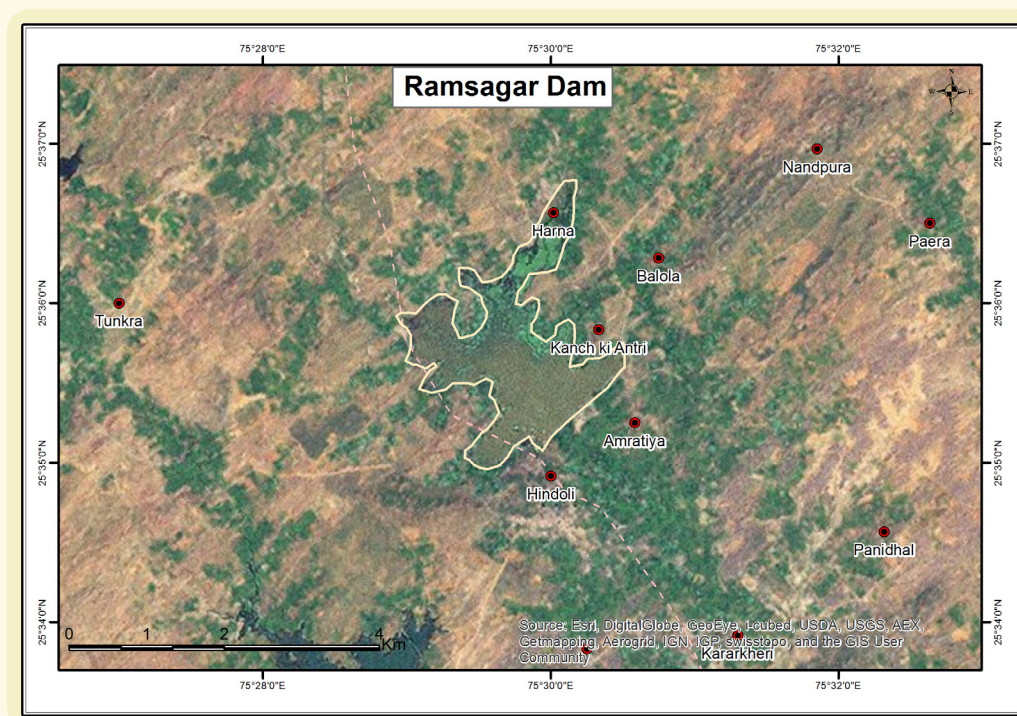 75°28'0"E 75°30'0"E 75°32'0"E
Ramsagar Dam
N
W E
S
25°37'0"N 25°37'0"N
Nandpura
Harna
Paera
Balola
25°36'0"N 25°36'0"N
Tunkra
Kanch ki Antri
Amratiya
25°35'0"N 25°35'0"N
Hindoli
Panidhal
25°34'0"N 25°34'0"N
0 1 2 4
Km
Source: Esri, DigitalGlobe, GeoEye, i-cubed, USDA, USGS, AEX,
Getmapping, Aerogrid, IGN, IGP, swisstopo, and the GIS User
Community
Kararkheri
75°28'0"E 75°30'0"E 75°32'0"E